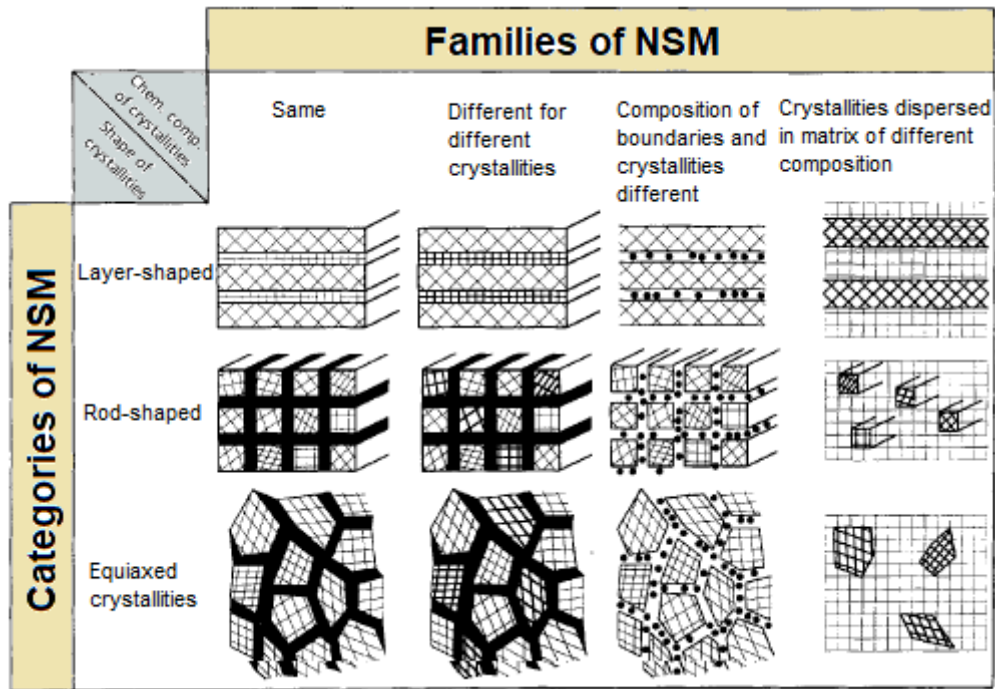 Families of NSM
Chem. comp.
of crystallities
Shape of
crystallities
Same
Different for
different
crystallities
Composition of
boundaries and
crystallities
different
Crystallities dispersed
in matrix of different
composition
Categories of NSM
Layer-shaped
Rod-shaped
Equiaxed
crystallities